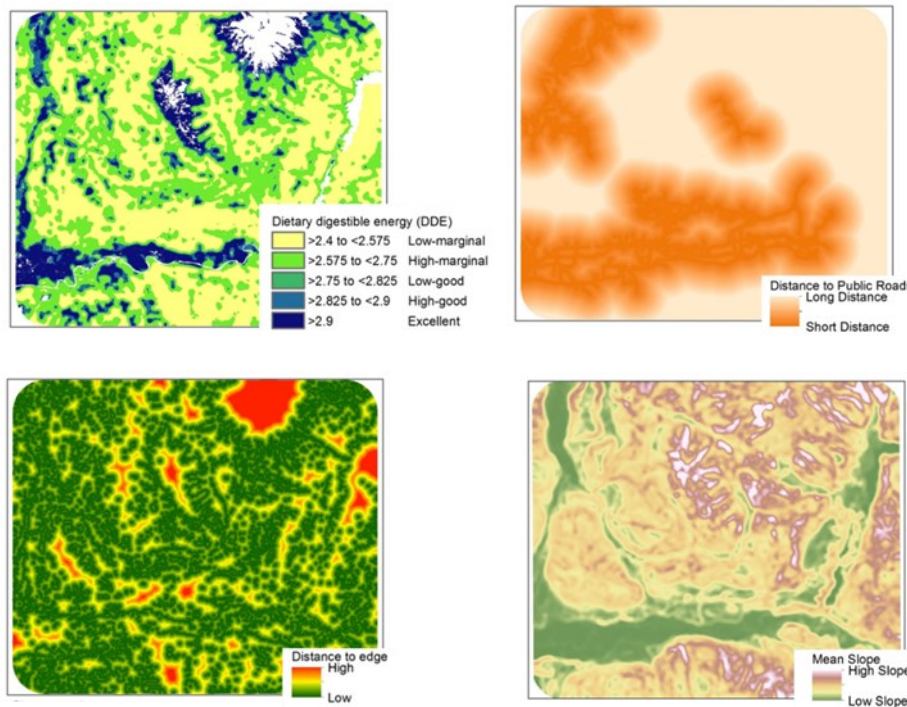 Dietary digestible energy (DDE)
>2.4 to <2.575 Low-marginal
>2.575 to <2.75 High-marginal
>2.75 to <2.825 Low-good
>2.825 to <2.9 High-good
>2.9 Excellent
Distance to Public Road
Long Distance
Short Distance
Distance to edge
High
Low
Mean Slope
High Slope
Low Slope